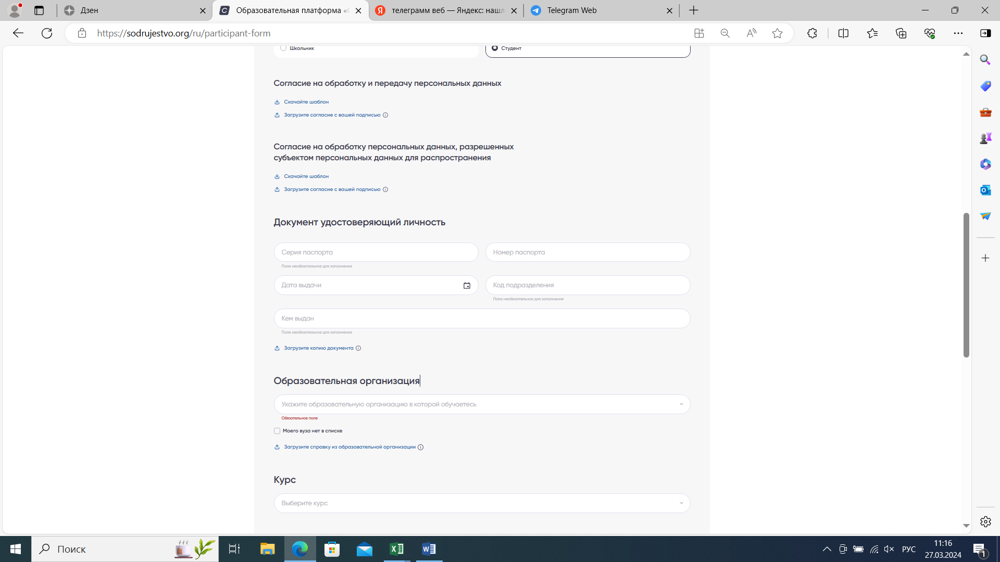 Дзен
Образовательная платформа «
телеграмм веб — Яндекс: нашл
Telegram Web
https://sodrujestvo.org/ru/participant-form
Школьник
Студент
Согласие на обработку и передачу персональных данных
Скачайте шаблон
Загрузите согласие с вашей подписью
Согласие на обработку персональных данных, разрешенных
субъектом персональных данных для распространения
Скачайте шаблон
Загрузите согласие с вашей подписью
Документ удостоверяющий личность
Серия паспорта
Номер паспорта
Поле необязательное для заполнения
Дата выдачи
Код подразделения
Поле необязательное для заполнения
Кем выдан
Поле необязательное для заполнения
Загрузите копию документа
Образовательная организация
Укажите образовательную организацию в которой обучаетесь
Обязательное поле
Моего вуза нет в списке
Загрузите справку из образовательной организации
Курс
Выберите курс
Поиск
РУС
11:16
27.03.2024
1